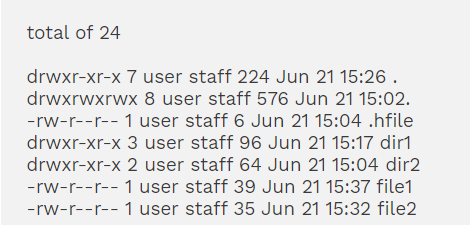 total of 24
drwxr-xr-x 7 user staff 224 Jun 21 15:26 .
drwxrwxrwx 8 user staff 576 Jun 21 15:02.
-rw-r--r-- 1 user staff 6 Jun 21 15:04 .hfile
drwxr-xr-x 3 user staff 96 Jun 21 15:17 dir1
drwxr-xr-x 2 user staff 64 Jun 21 15:04 dir2
-rw-r--r-- 1 user staff 39 Jun 21 15:37 file1
-rw-r--r-- 1 user staff 35 Jun 21 15:32 file2